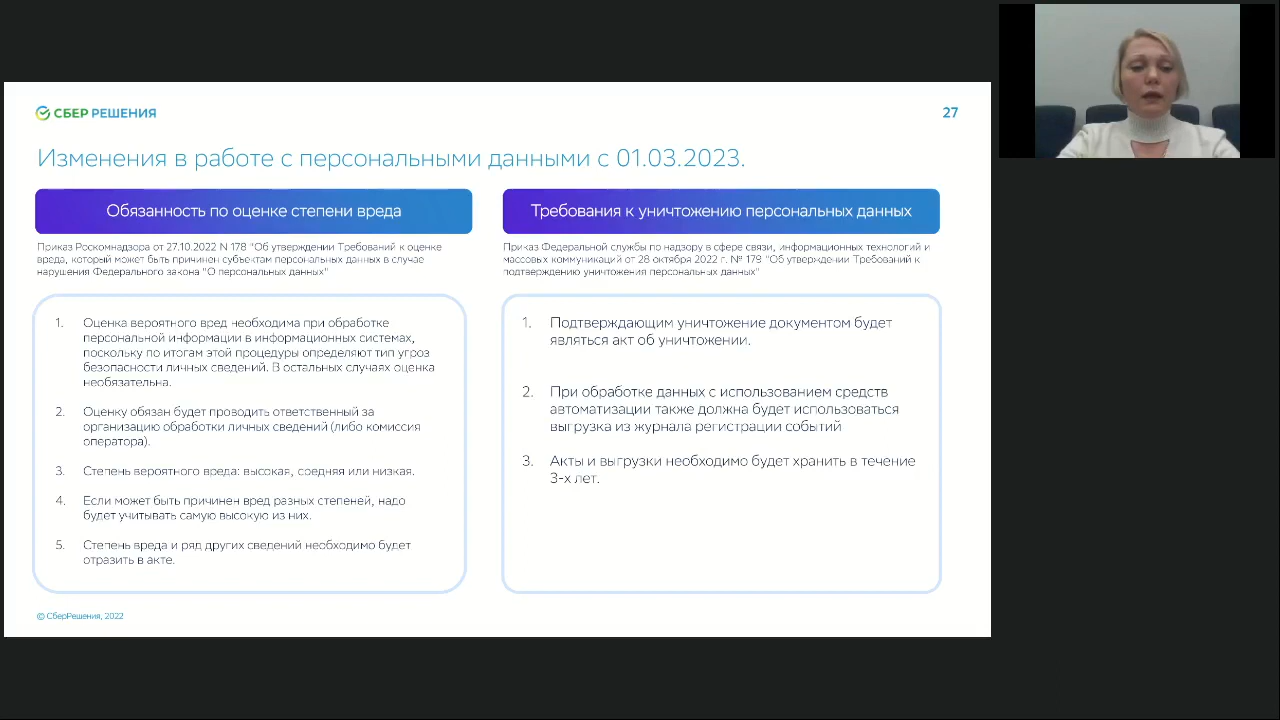 СБЕР РЕШЕНИЯ
27
Изменения в работе с персональными данными с 01.03.2023.
Обязанность по оценке степени вреда
Приказ Роскомнадзора от 27.10.2022 N 178 "Об утверждении Требований к оценке
вреда, который может быть причинен субъектам персональных данных в случае
нарушения Федерального закона "О персональных данных"
1. Оценка вероятного вред необходима при обработке
персональной информации в информационных системах,
поскольку по итогам этой процедуры определяют тип угроз
безопасности личных сведений. В остальных случаях оценка
необязательна.
2. Оценку обязан будет проводить ответственный за
организацию обработки личных сведений (либо комиссия
оператора).
3. Степень вероятного вреда: высокая, средняя или низкая.
4. Если может быть причинен вред разных степеней, надо
будет учитывать самую высокую из них.
5. Степень вреда и ряд других сведений необходимо будет
отразить в акте.
Требования к уничтожению персональных данных
Приказ Федеральной службы по надзору в сфере связи, информационных технологий и
массовых коммуникаций от 28 октября 2022 г. № 179 "Об утверждении Требований к
подтверждению уничтожения персональных данных"
1. Подтверждающим уничтожение документом будет
являться акт об уничтожении.
2. При обработке данных с использованием средств
автоматизации также должна будет использоваться
выгрузка из журнала регистрации событий
3. Акты и выгрузки необходимо будет хранить в течение
3-х лет.
© СберРешения, 2022